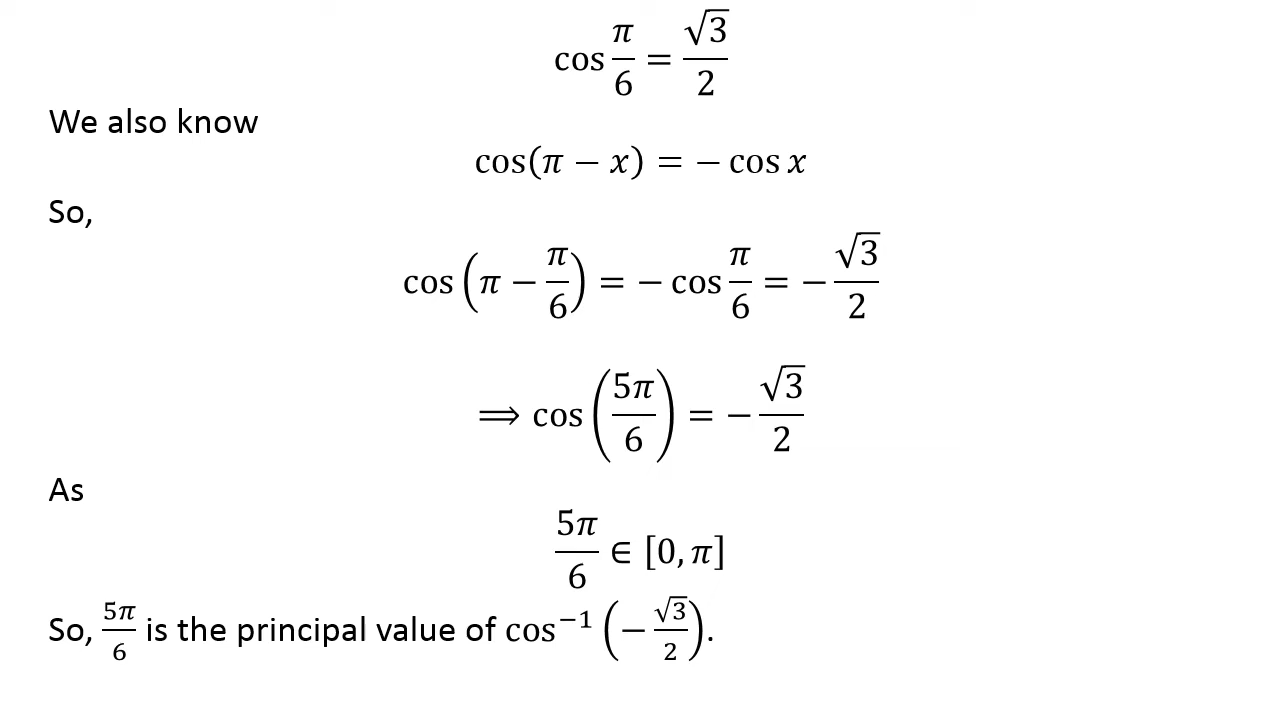 cos π/6 = √3/2
We also know
cos(π − x) = − cos x
So,
cos (π − π/6) = − cos π/6 = − √3/2
⟹ cos (5π/6) = − √3/2
As
5π/6 ∈ [0, π]
So, 5π/6 is the principal value of cos⁻¹ (− √3/2).